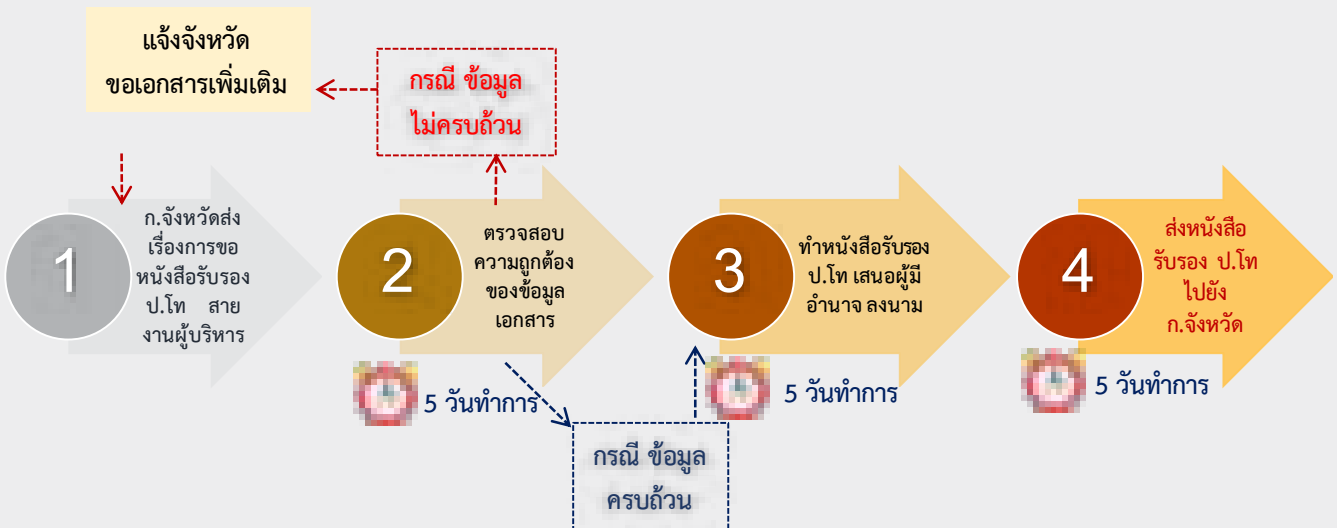 แจ้งจังหวัด
ขอเอกสารเพิ่มเติม
กรณี ข้อมูล
ไม่ครบถ้วน
1
ก.จังหวัดส่ง
เรื่องการขอ
หนังสือรับรอง
ป.โท สาย
งานผู้บริหาร
2
ตรวจสอบ
ความถูกต้อง
ของข้อมูล
เอกสาร
5 วันทำการ
กรณี ข้อมูล
ครบถ้วน
3
ทำหนังสือรับรอง
ป.โท เสนอผู้มี
อำนาจ ลงนาม
5 วันทำการ
4
ส่งหนังสือ
รับรอง ป.โท
ไปยัง
ก.จังหวัด
5 วันทำการ